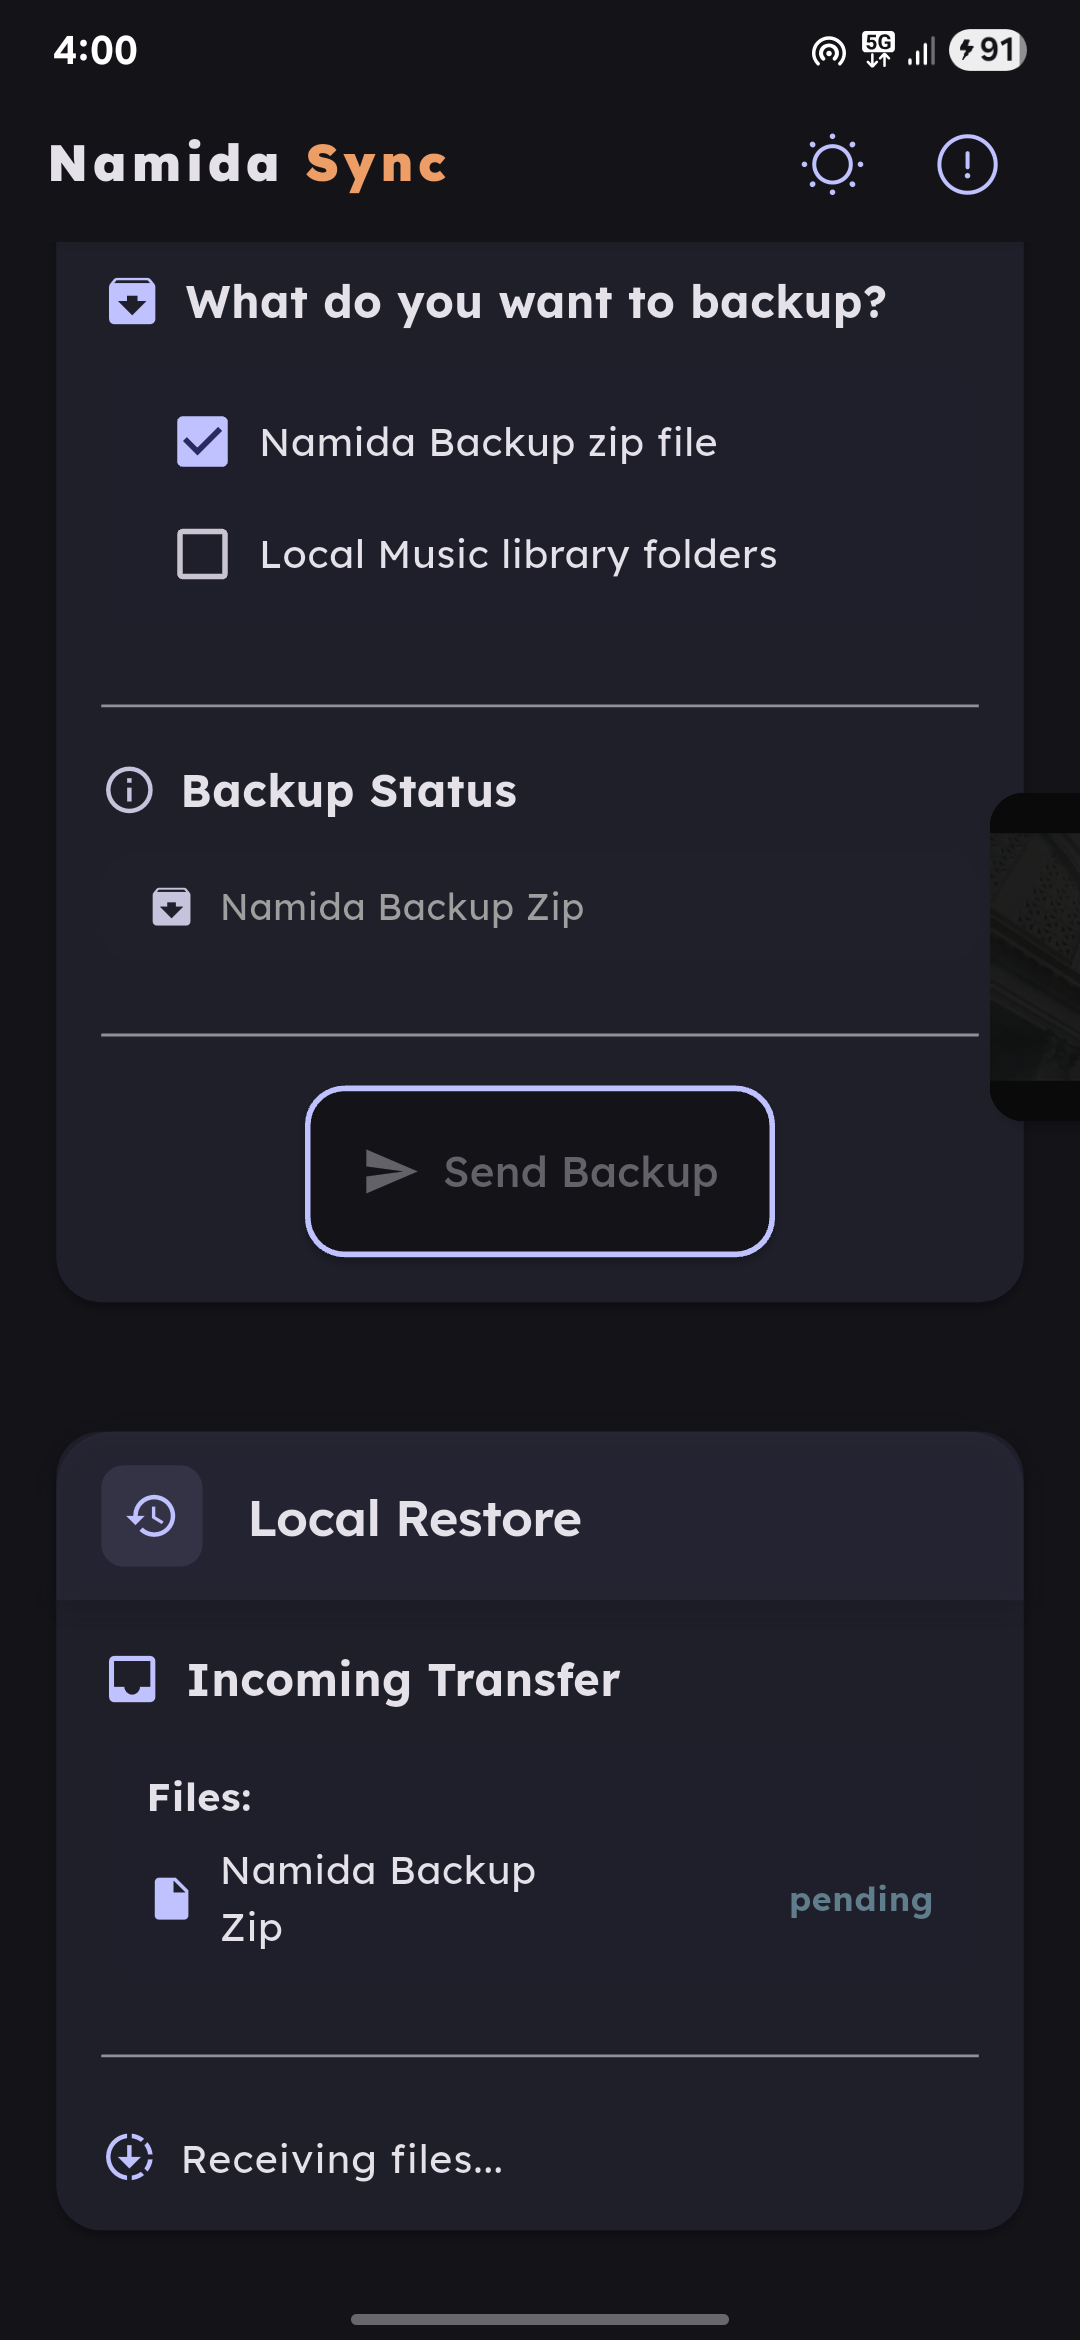 4:00
5G
91
Namida Sync
What do you want to backup?
Namida Backup zip file
Local Music library folders
Backup Status
Namida Backup Zip
Send Backup
Local Restore
Incoming Transfer
Files:
Namida Backup
Zip
pending
Receiving files...